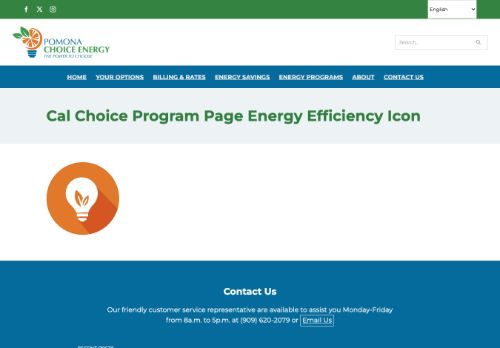 English
POMONA
CHOICE ENERGY
THE POWER TO CHOOSE
Search...
HOME YOUR OPTIONS BILLING & RATES ENERGY SAVINGS ENERGY PROGRAMS ABOUT CONTACT US
Cal Choice Program Page Energy Efficiency Icon
Contact Us
Our friendly customer service representative are available to assist you Monday-Friday
from 8a.m. to 5p.m. at (909) 620-2079 or Email Us